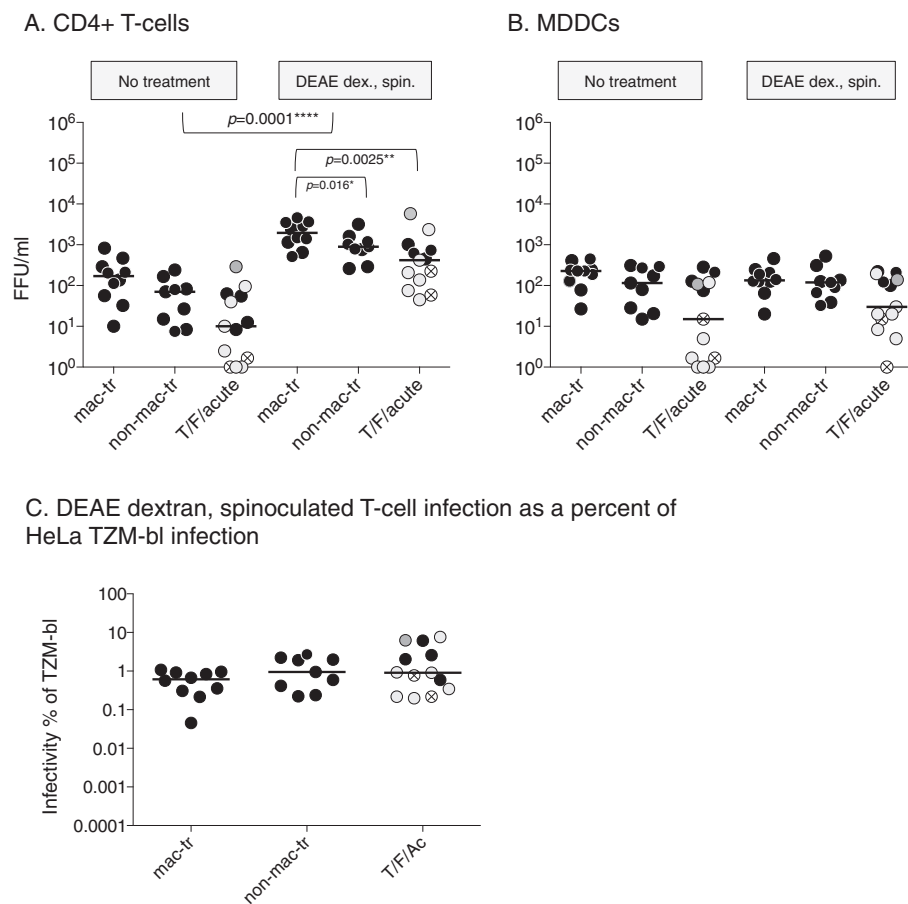 A. CD4+ T-cells
No treatment
DEAE dex., spin.
p=0.0001****
p=0.0025**
p=0.016*
FFU/ml
10⁶
10⁵
10⁴
10³
10²
10¹
10⁰
mac-tr
non-mac-tr
T/F/acute
mac-tr
non-mac-tr
T/F/acute
B. MDDCs
No treatment
DEAE dex., spin.
10⁶
10⁵
10⁴
10³
10²
10¹
10⁰
mac-tr
non-mac-tr
T/F/acute
mac-tr
non-mac-tr
T/F/acute
C. DEAE dextran, spinoculated T-cell infection as a percent of
HeLa TZM-bl infection
Infectivity % of TZM-bl
100
10
1
0.1
0.01
0.001
0.0001
mac-tr
non-mac-tr
T/F/Ac